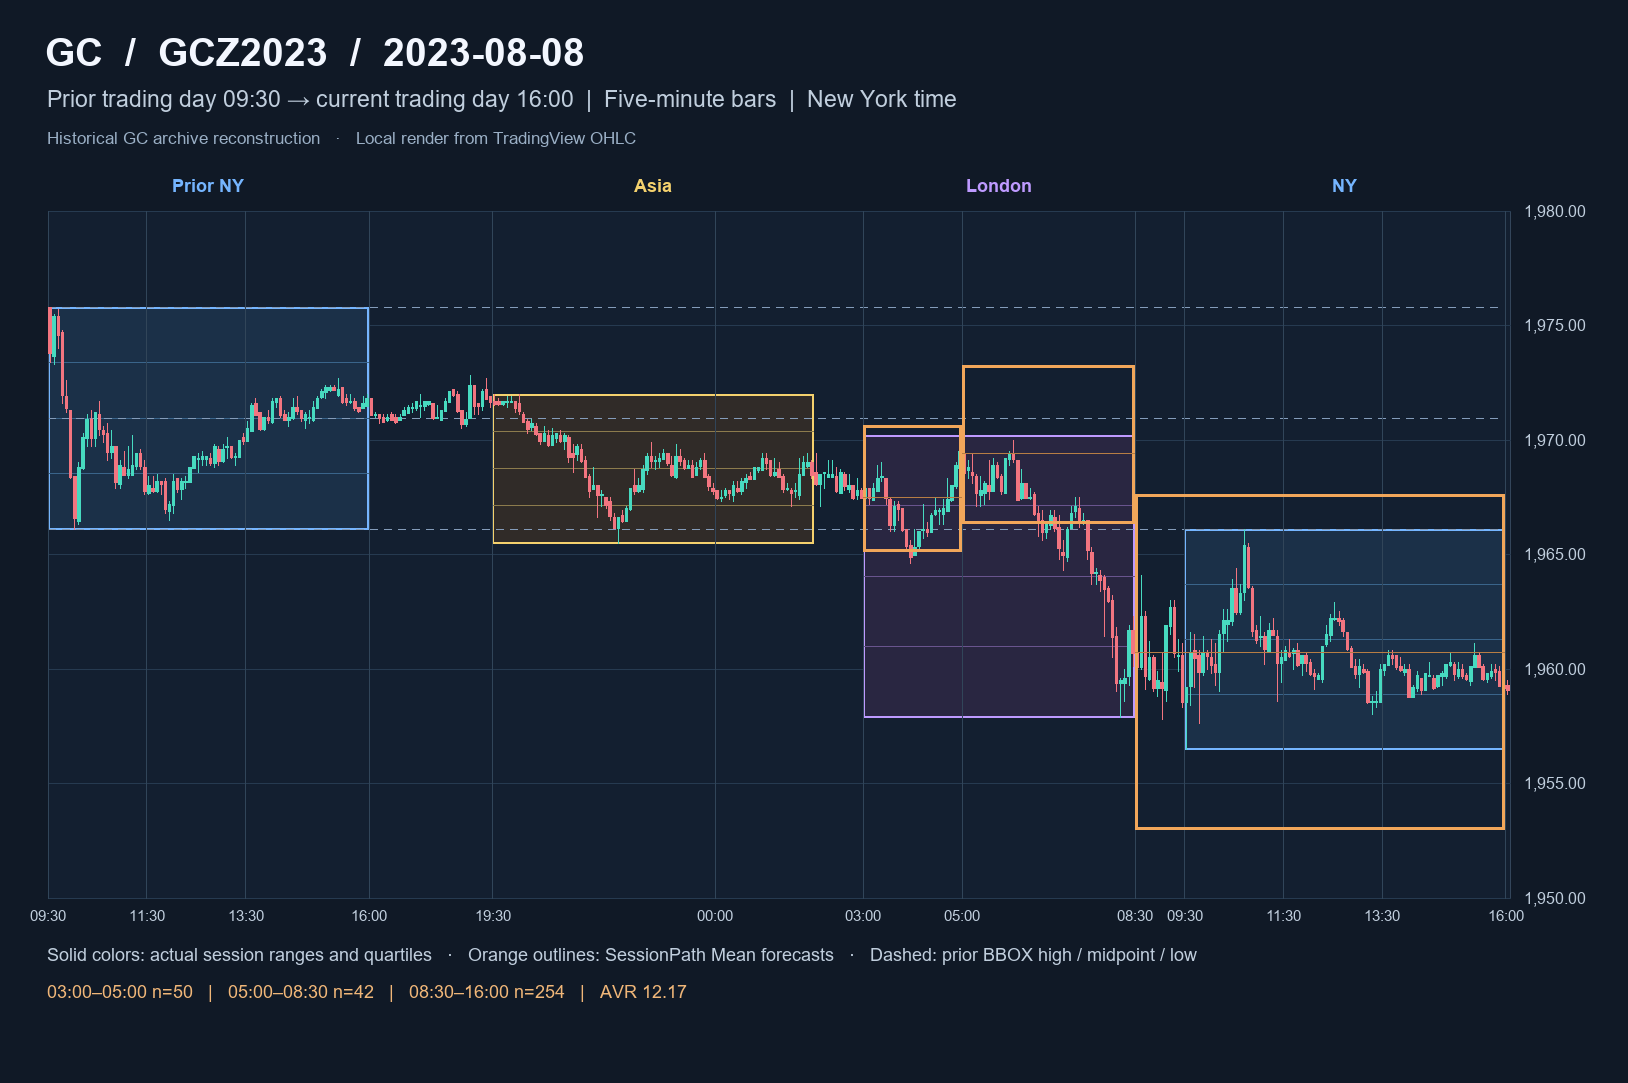 GC / GCZ2023 / 2023-08-08
Prior trading day 09:30 → current trading day 16:00 | Five-minute bars | New York time
Historical GC archive reconstruction · Local render from TradingView OHLC
Prior NY Asia London NY
1,980.00
1,975.00
1,970.00
1,965.00
1,960.00
1,955.00
1,950.00
09:30 11:30 13:30 16:00 19:30 00:00 03:00 05:00 08:30 09:30 11:30 13:30 16:00
Solid colors: actual session ranges and quartiles · Orange outlines: SessionPath Mean forecasts · Dashed: prior BBOX high / midpoint / low
03:00–05:00 n=50 | 05:00–08:30 n=42 | 08:30–16:00 n=254 | AVR 12.17